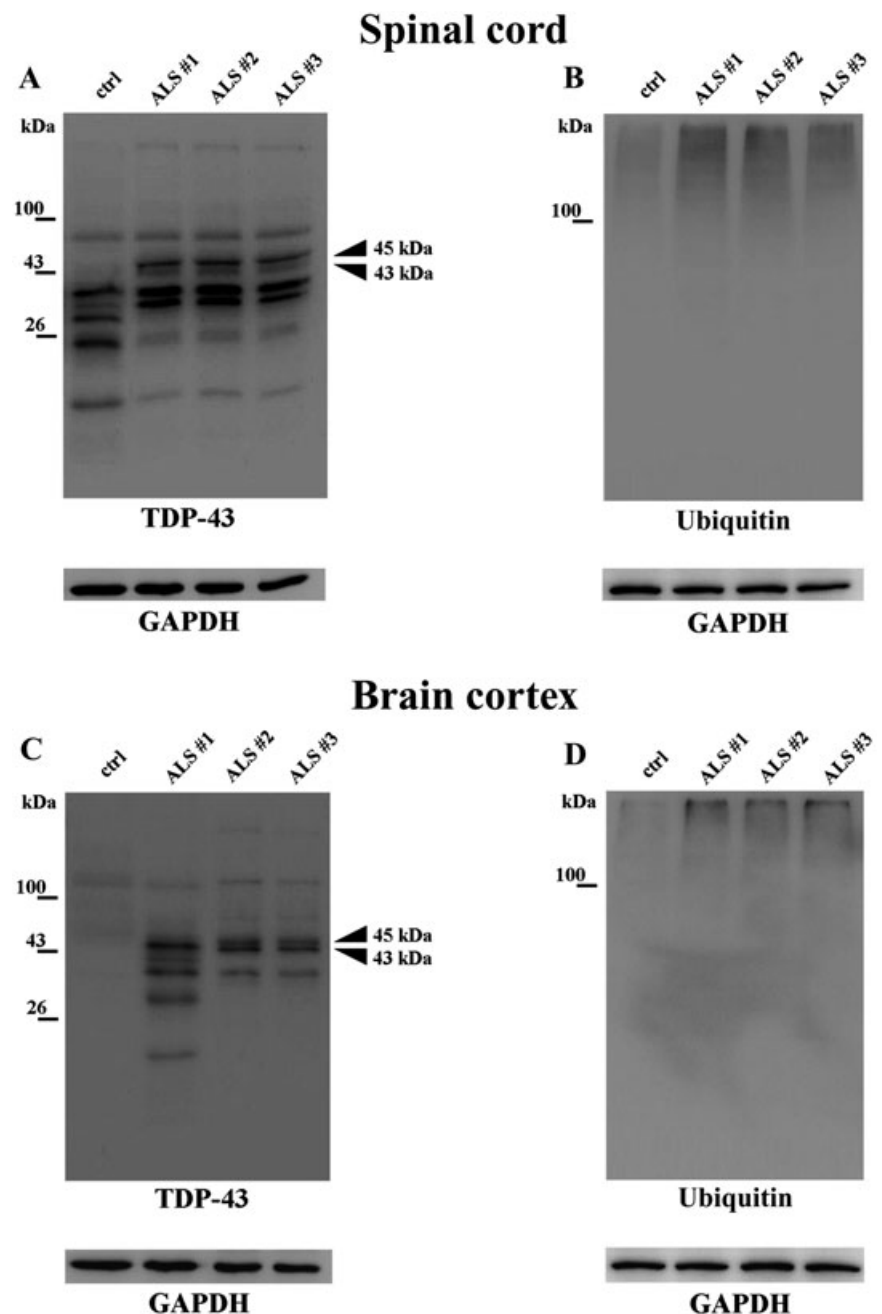 Spinal cord
A
ctrl ALS #1 ALS #2 ALS #3
kDa
100
43
26
45 kDa
43 kDa
TDP-43
GAPDH
B
ctrl ALS #1 ALS #2 ALS #3
kDa
100
Ubiquitin
GAPDH
Brain cortex
C
ctrl ALS #1 ALS #2 ALS #3
kDa
100
43
26
45 kDa
43 kDa
TDP-43
GAPDH
D
ctrl ALS #1 ALS #2 ALS #3
kDa
100
Ubiquitin
GAPDH